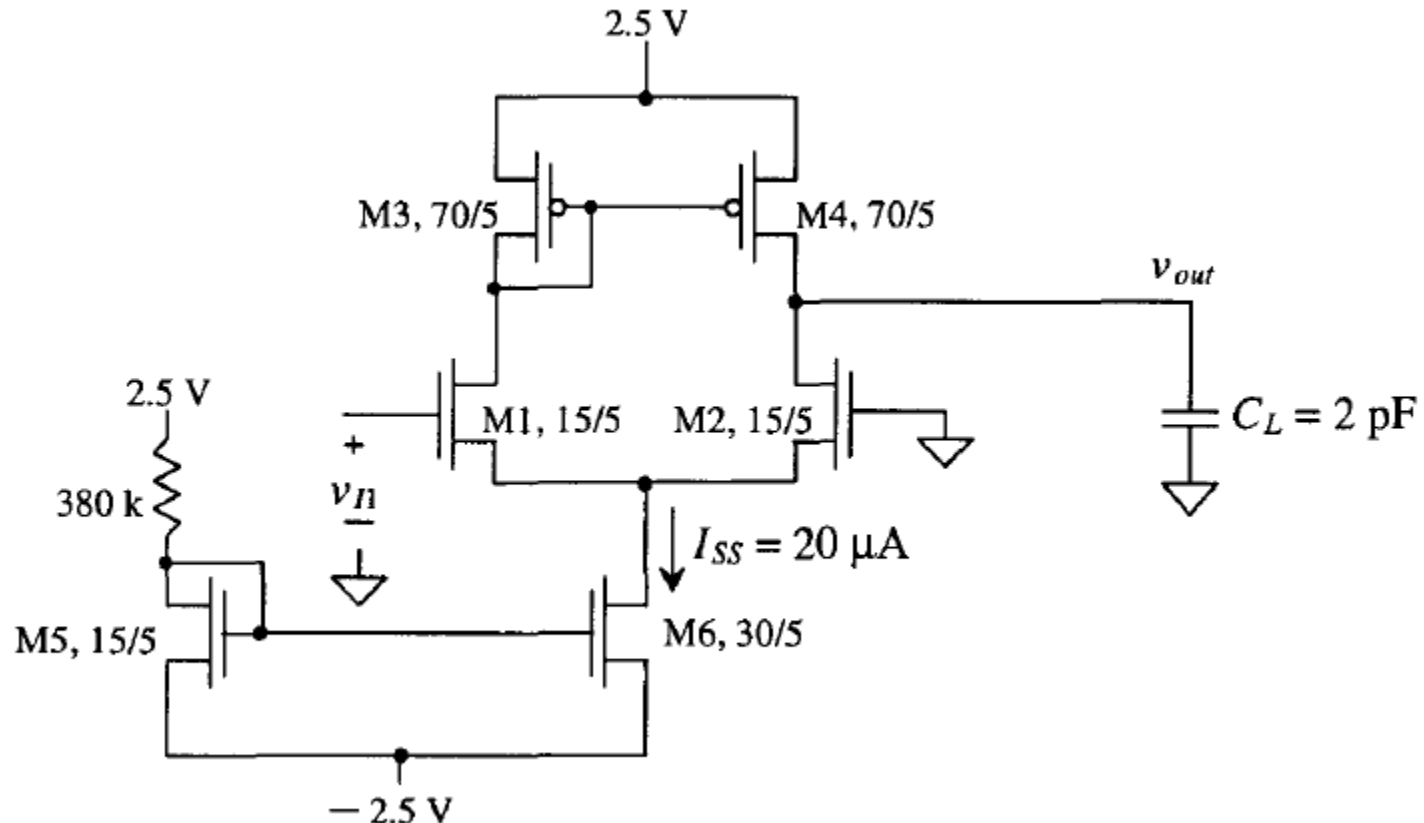 2.5 V
M3, 70/5
M4, 70/5
v_out
2.5 V
M1, 15/5
M2, 15/5
C_L = 2 pF
380 k
+
v_I1
−
I_SS = 20 μA
M5, 15/5
M6, 30/5
− 2.5 V